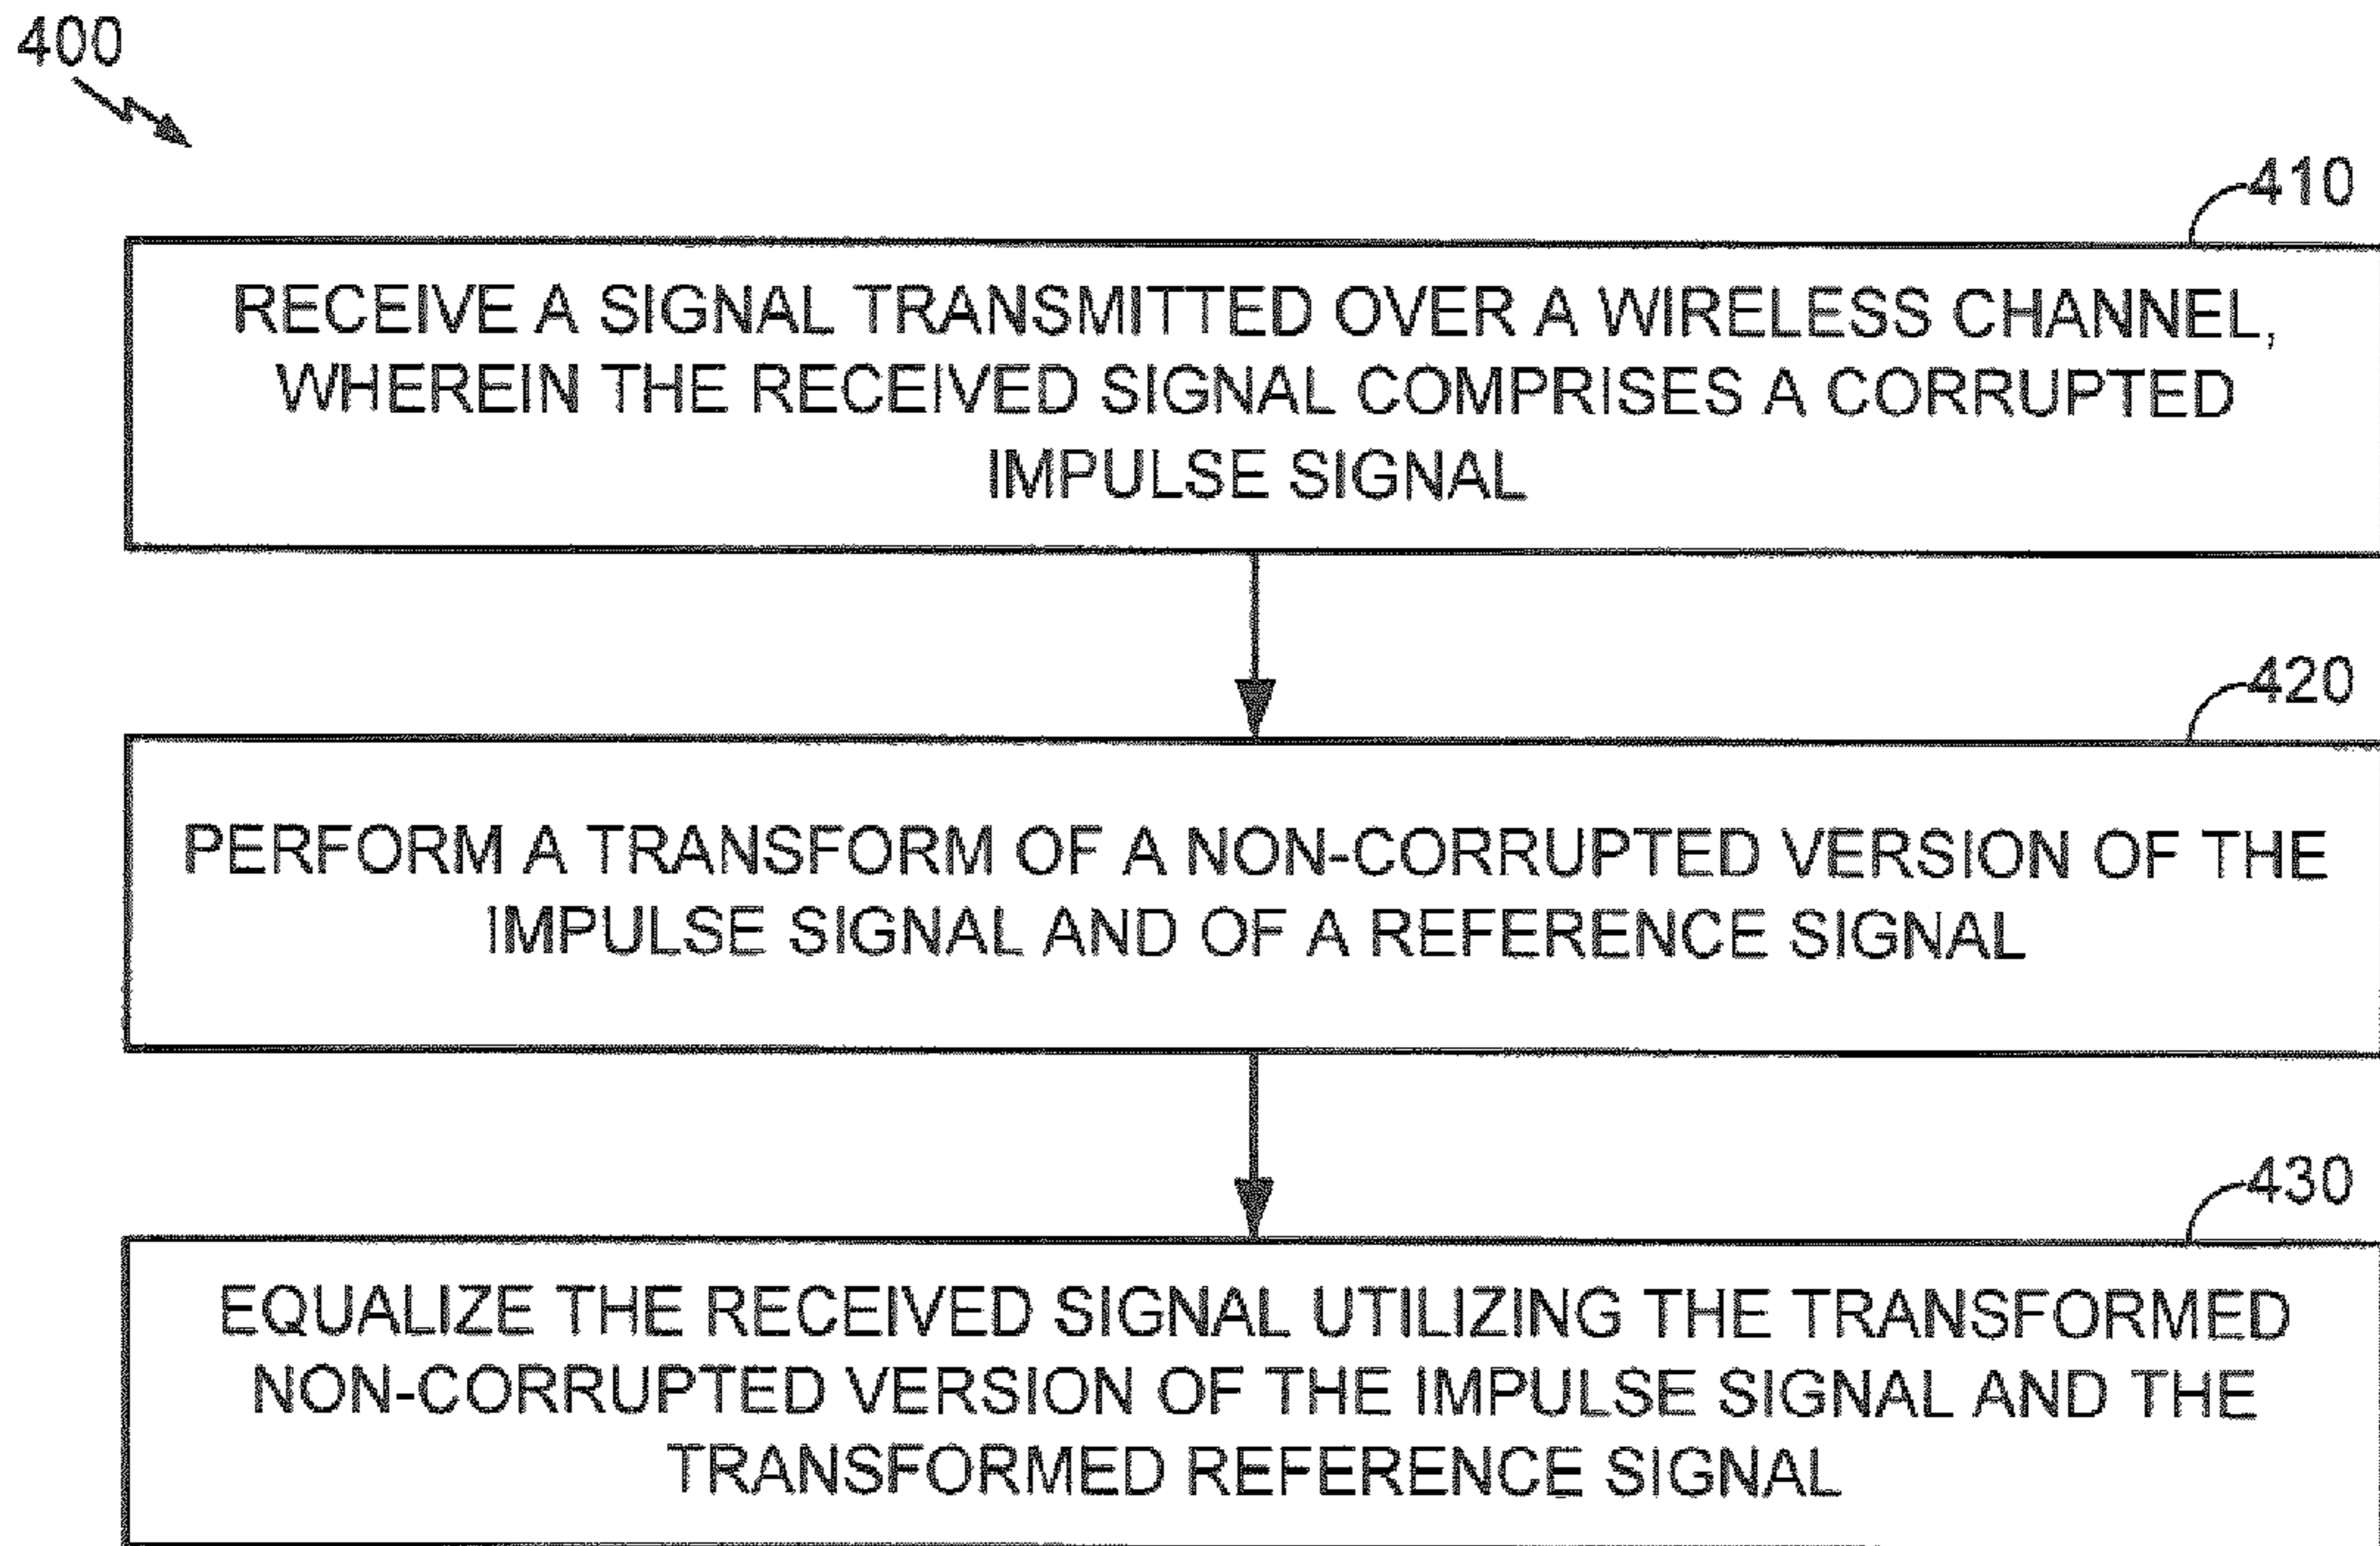 400
410
RECEIVE A SIGNAL TRANSMITTED OVER A WIRELESS CHANNEL,
WHEREIN THE RECEIVED SIGNAL COMPRISES A CORRUPTED
IMPULSE SIGNAL
420
PERFORM A TRANSFORM OF A NON-CORRUPTED VERSION OF THE
IMPULSE SIGNAL AND OF A REFERENCE SIGNAL
430
EQUALIZE THE RECEIVED SIGNAL UTILIZING THE TRANSFORMED
NON-CORRUPTED VERSION OF THE IMPULSE SIGNAL AND THE
TRANSFORMED REFERENCE SIGNAL